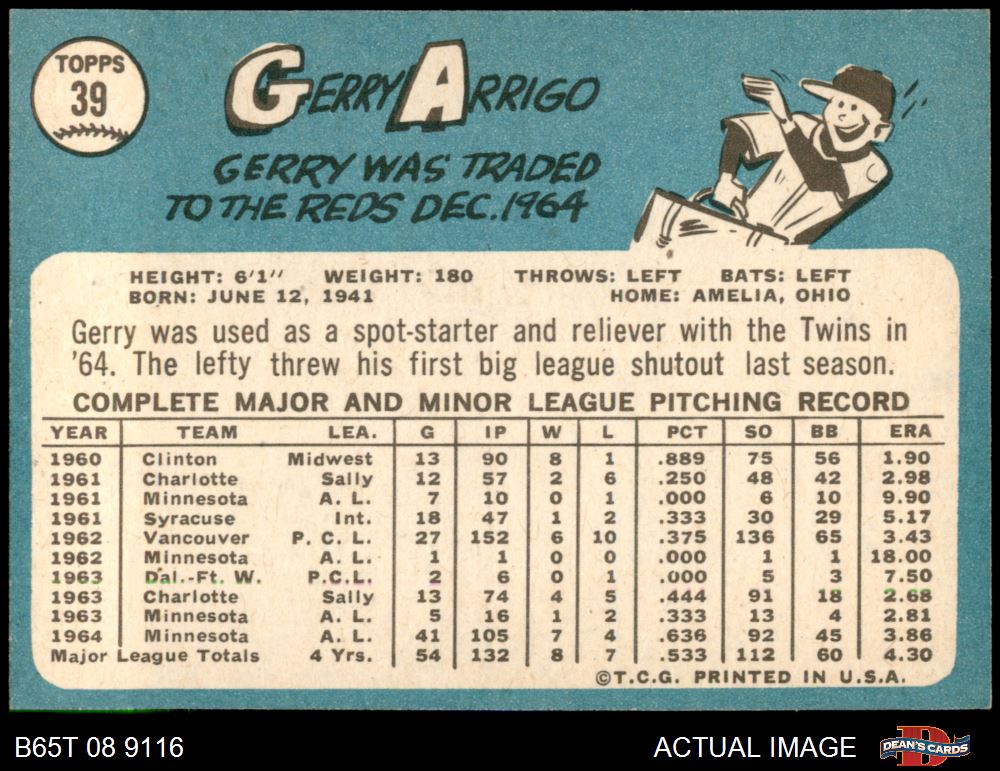 TOPPS
39
GERRY ARRIGO
GERRY WAS TRADED
TO THE REDS DEC. 1964
HEIGHT: 6'1" WEIGHT: 180 THROWS: LEFT BATS: LEFT
BORN: JUNE 12, 1941 HOME: AMELIA, OHIO
Gerry was used as a spot-starter and reliever with the Twins in
'64. The lefty threw his first big league shutout last season.
COMPLETE MAJOR AND MINOR LEAGUE PITCHING RECORD
YEAR TEAM LEA. G IP W L PCT SO BB ERA
1960 Clinton Midwest 13 90 8 1 .889 75 56 1.90
1961 Charlotte Sally 12 57 2 6 .250 48 42 2.98
1961 Minnesota A. L. 7 10 0 1 .000 6 10 9.90
1961 Syracuse Int. 18 47 1 2 .333 30 29 5.17
1962 Vancouver P. C. L. 27 152 6 10 .375 136 65 3.43
1962 Minnesota A. L. 1 1 0 0 .000 1 1 18.00
1963 Dal.-Ft. W. P.C.L. 2 6 0 1 .000 5 3 7.50
1963 Charlotte Sally 13 74 4 5 .444 91 18 2.68
1963 Minnesota A. L. 5 16 1 2 .333 13 4 2.81
1964 Minnesota A. L. 41 105 7 4 .636 92 45 3.86
Major League Totals 4 Yrs. 54 132 8 7 .533 112 60 4.30
©T.C.G. PRINTED IN U.S.A.
B65T 08 9116 ACTUAL IMAGE
D
DEAN'S CARDS